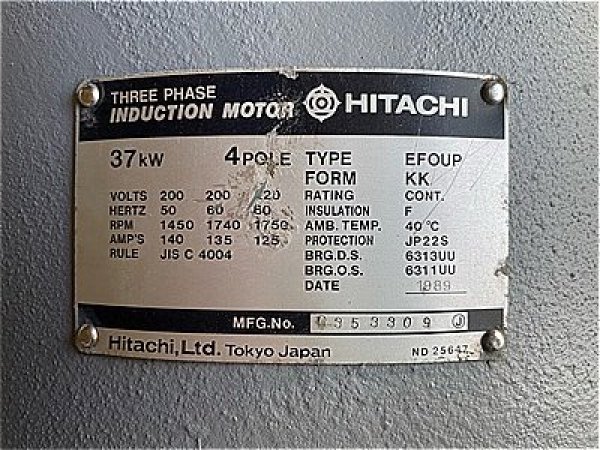 THREE PHASE
INDUCTION MOTOR HITACHI
37kW 4POLE TYPE EFOUP
FORM KK
VOLTS 200 200 220 RATING CONT.
HERTZ 50 60 60 INSULATION F
RPM 1450 1740 1750 AMB. TEMP. 40°C
AMP'S 140 135 125 PROTECTION JP22S
RULE JIS C 4004 BRG.D.S. 6313UU
BRG.O.S. 6311UU
DATE 1989
MFG.No. J
Hitachi,Ltd. Tokyo Japan